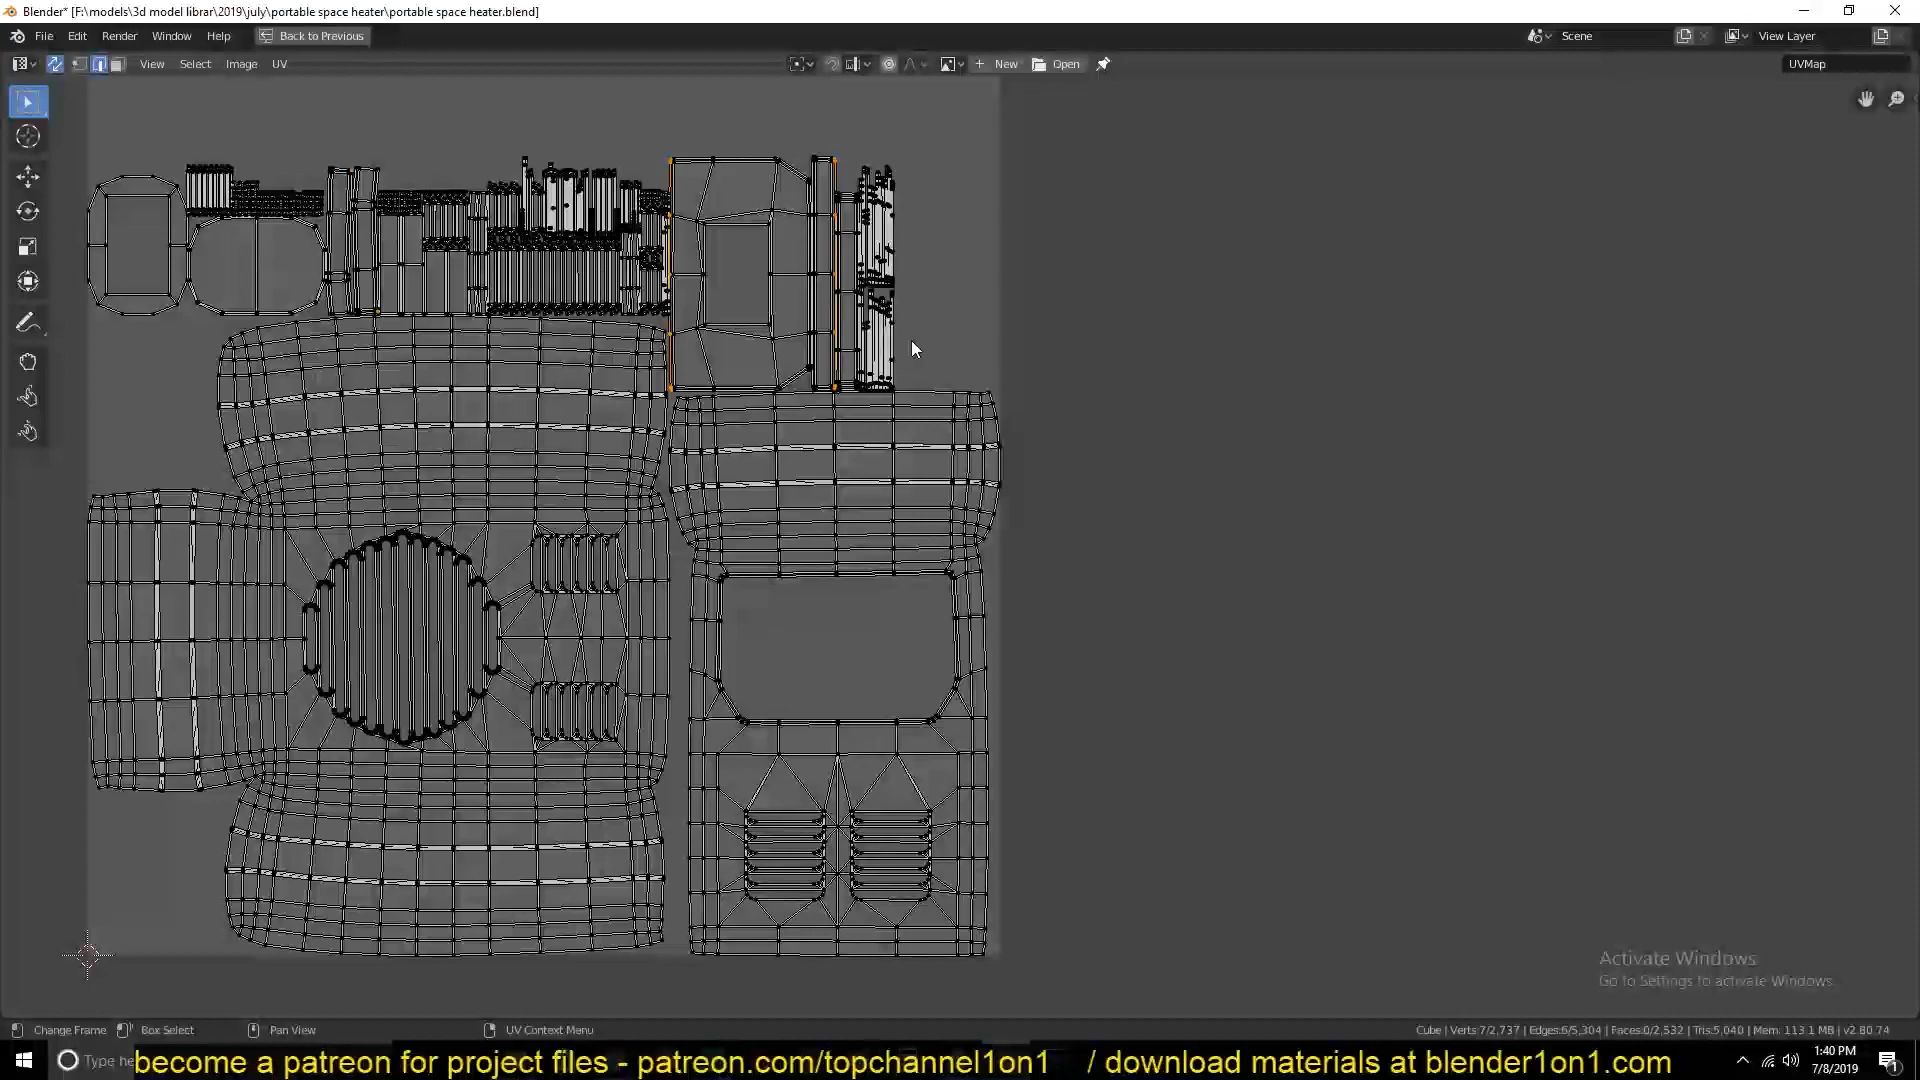 Blender* [F:\models\3d model librar\2019\july\portable space heater\portable space heater.blend]
File Edit Render Window Help Back to Previous Scene View Layer
View Select Image UV New Open UVMap
Activate Windows
Go to Settings to activate Windows.
Change Frame Box Select Pan View UV Context Menu Cube | Verts:7/2,737 | Edges:6/5,304 | Faces:0/2,532 | Tris:5,040 | Mem: 113.1 MB | v2.80.74
Type he
become a patreon for project files - patreon.com/topchannel1on1 / download materials at blender1on1.com
1:40 PM
7/8/2019